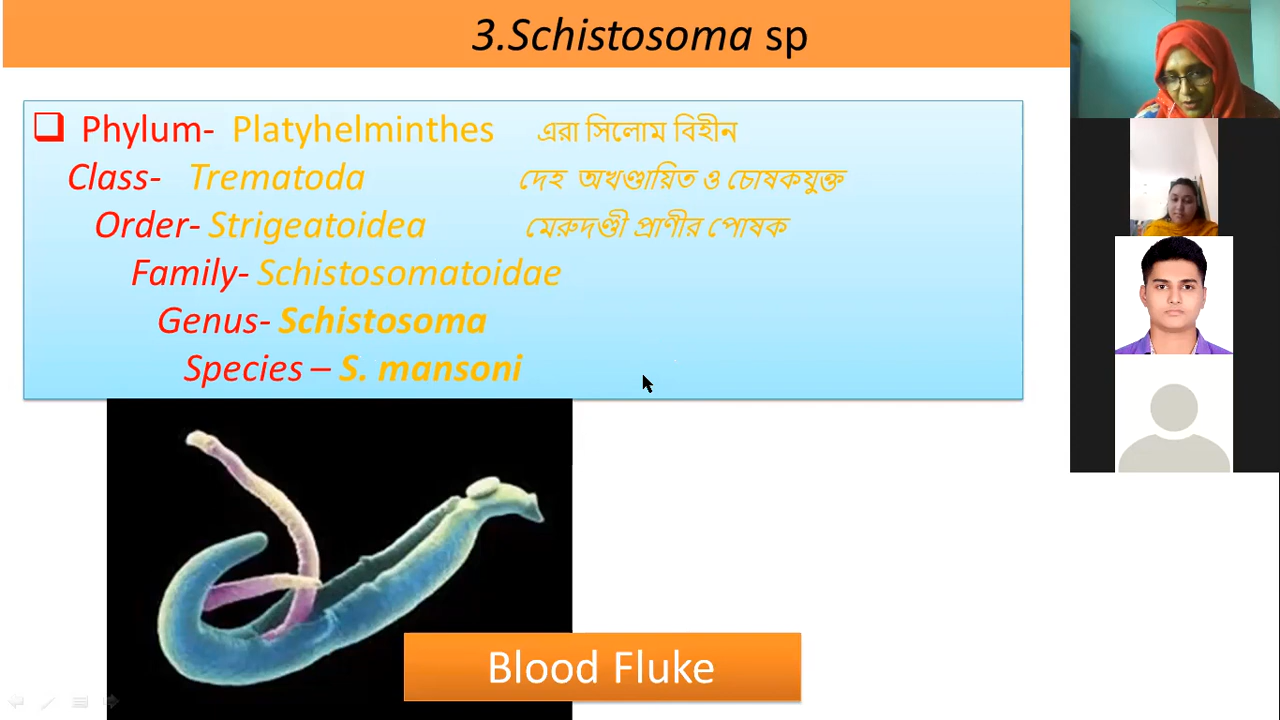 3.Schistosoma sp
❑ Phylum- Platyhelminthes এরা সিলোম বিহীন
Class- Trematoda দেহ অখণ্ডায়িত ও চোষকযুক্ত
Order- Strigeatoidea মেরুদণ্ডী প্রাণীর পোষক
Family- Schistosomatoidae
Genus- Schistosoma
Species – S. mansoni
Blood Fluke